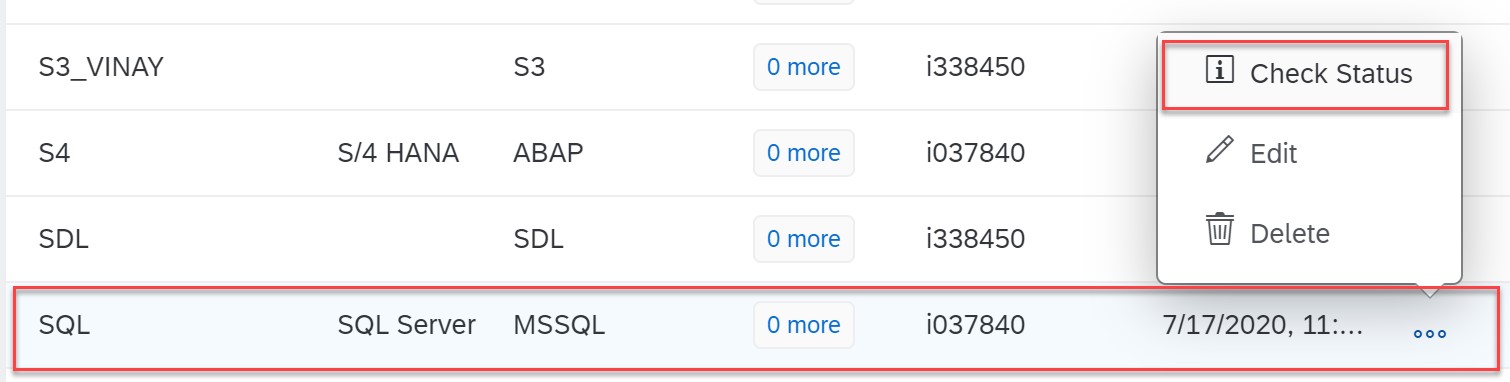 S3_VINAY S3 0 more i338450
Check Status
S4 S/4 HANA ABAP 0 more i037840
Edit
SDL SDL 0 more i338450
Delete
SQL SQL Server MSSQL 0 more i037840 7/17/2020, 11:...